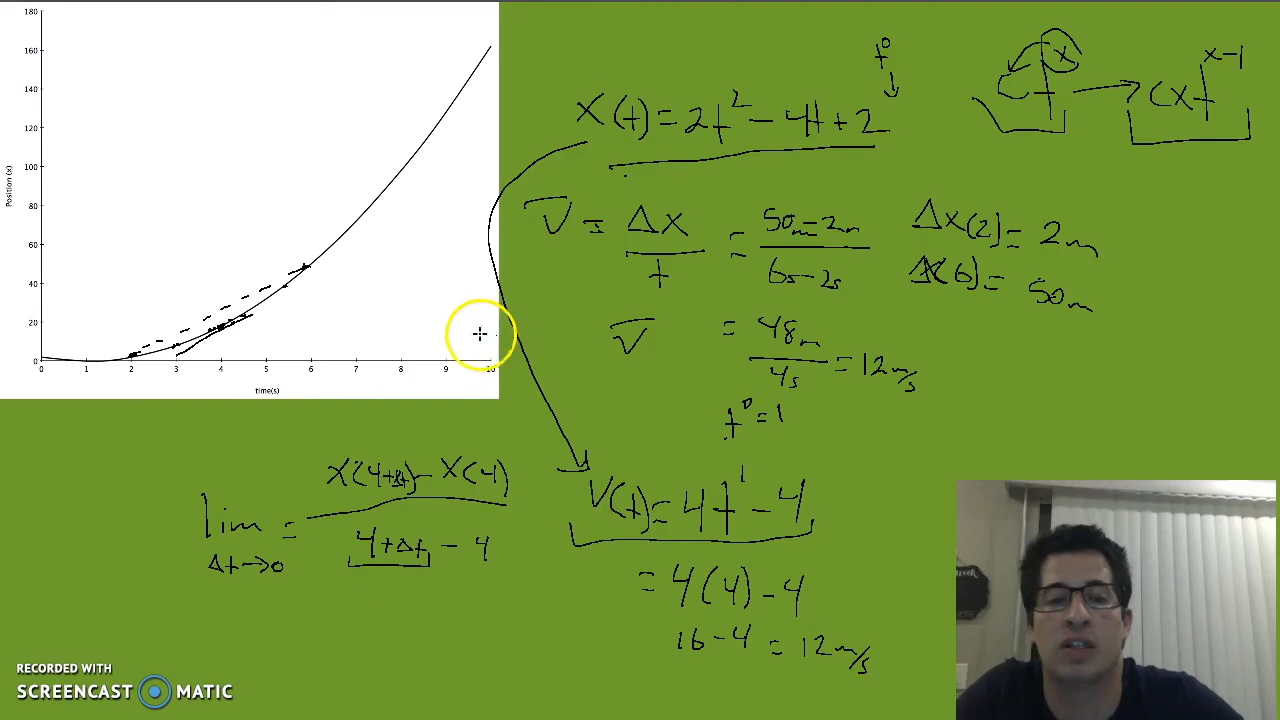 180
160
140
120
100
80
60
40
20
0
Position (x)
0 1 2 3 4 5 6 7 8 9 10
time(s)
t⁰
X(t) = 2t² - 4t + 2
Ct^x → Cxt^(x-1)
V̅ = Δx/t = (50m - 2m)/(6s - 2s)
Δx(2) = 2m
Δx(6) = 50m
V̅ = 48m/4s = 12m/s
t⁰ = 1
lim Δt→0 = (X(4+Δt) - X(4))/(4+Δt - 4)
V(t) = 4t¹ - 4
= 4(4) - 4
16 - 4 = 12m/s
RECORDED WITH
SCREENCAST MATIC